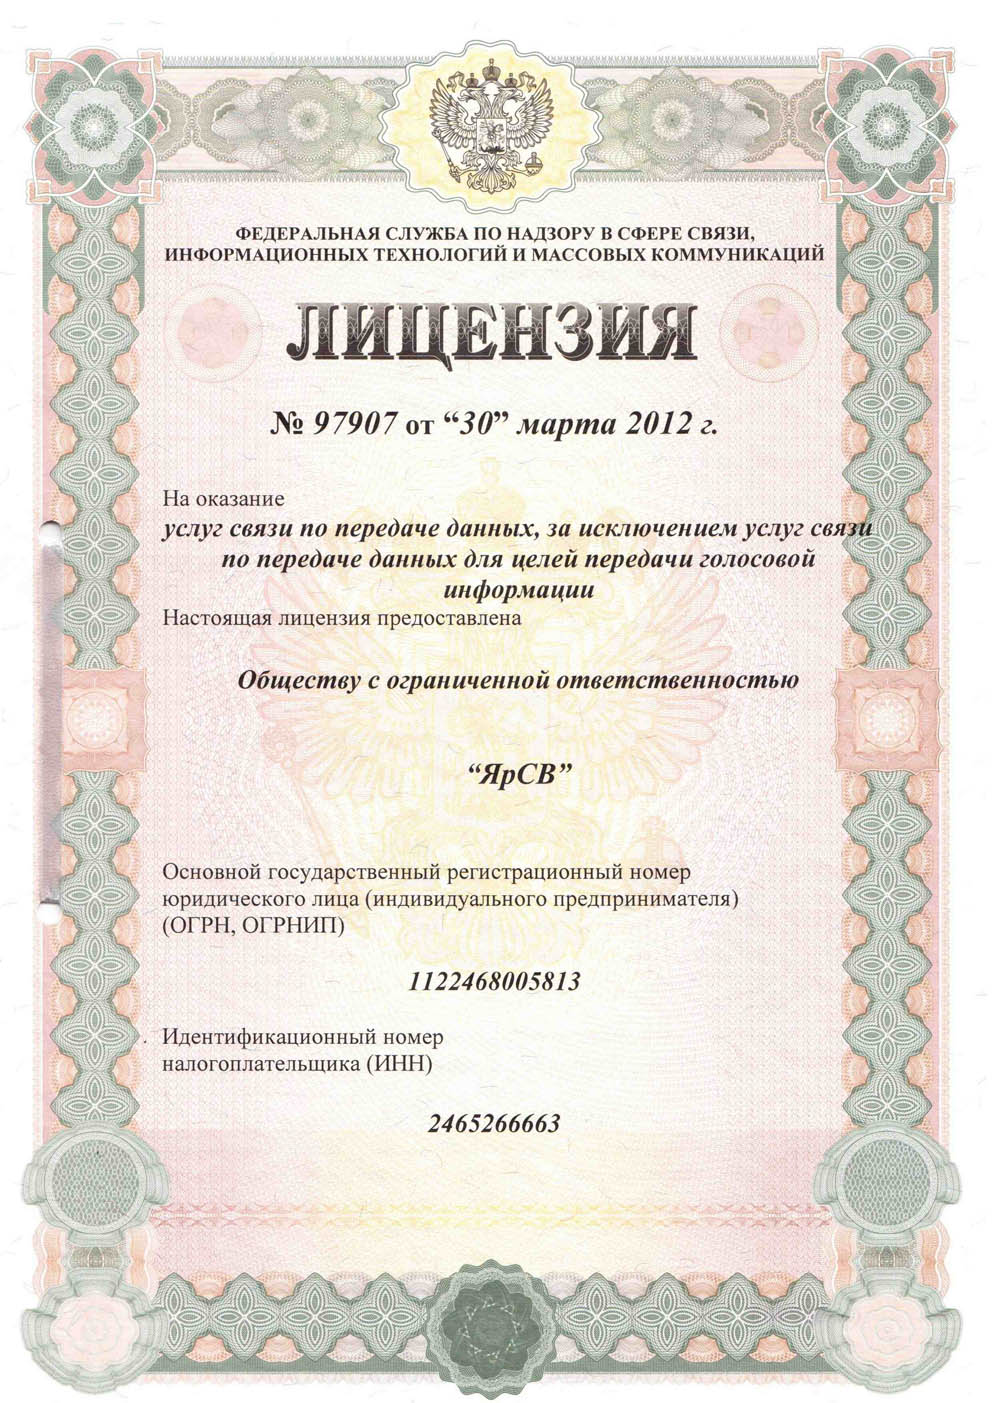 ФЕДЕРАЛЬНАЯ СЛУЖБА ПО НАДЗОРУ В СФЕРЕ СВЯЗИ,
ИНФОРМАЦИОННЫХ ТЕХНОЛОГИЙ И МАССОВЫХ КОММУНИКАЦИЙ
ЛИЦЕНЗИЯ
№ 97907 от “30” марта 2012 г.
На оказание
услуг связи по передаче данных, за исключением услуг связи
по передаче данных для целей передачи голосовой
информации
Настоящая лицензия предоставлена
Обществу с ограниченной ответственностью
“ЯрСВ”
Основной государственный регистрационный номер
юридического лица (индивидуального предпринимателя)
(ОГРН, ОГРНИП)
1122468005813
Идентификационный номер
налогоплательщика (ИНН)
2465266663